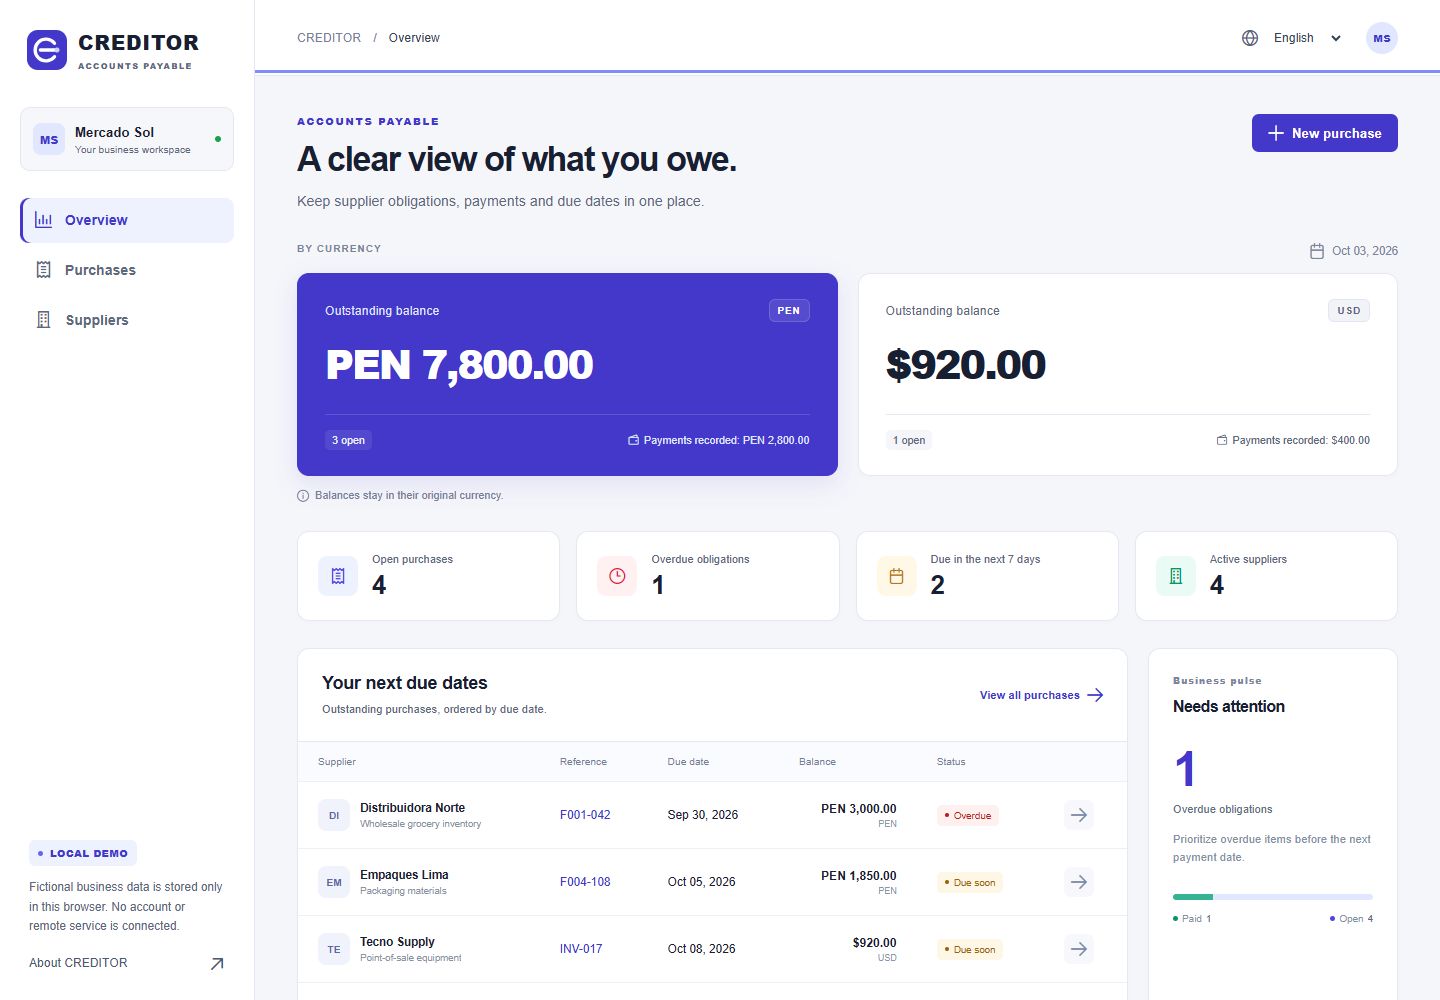 CREDITOR
ACCOUNTS PAYABLE
MS
Mercado Sol
Your business workspace
Overview
Purchases
Suppliers
LOCAL DEMO
Fictional business data is stored only
in this browser. No account or
remote service is connected.
About CREDITOR
CREDITOR / Overview
English
MS
ACCOUNTS PAYABLE
A clear view of what you owe.
Keep supplier obligations, payments and due dates in one place.
New purchase
BY CURRENCY
Oct 03, 2026
Outstanding balance
PEN
PEN 7,800.00
3 open
Payments recorded: PEN 2,800.00
Outstanding balance
USD
$920.00
1 open
Payments recorded: $400.00
Balances stay in their original currency.
Open purchases
4
Overdue obligations
1
Due in the next 7 days
2
Active suppliers
4
Your next due dates
Outstanding purchases, ordered by due date.
View all purchases
Supplier Reference Due date Balance Status
DI Distribuidora Norte F001-042 Sep 30, 2026 PEN 3,000.00 Overdue
Wholesale grocery inventory PEN
EM Empaques Lima F004-108 Oct 05, 2026 PEN 1,850.00 Due soon
Packaging materials PEN
TE Tecno Supply INV-017 Oct 08, 2026 $920.00 Due soon
Point-of-sale equipment USD
Business pulse
Needs attention
1
Overdue obligations
Prioritize overdue items before the next
payment date.
Paid 1
Open 4